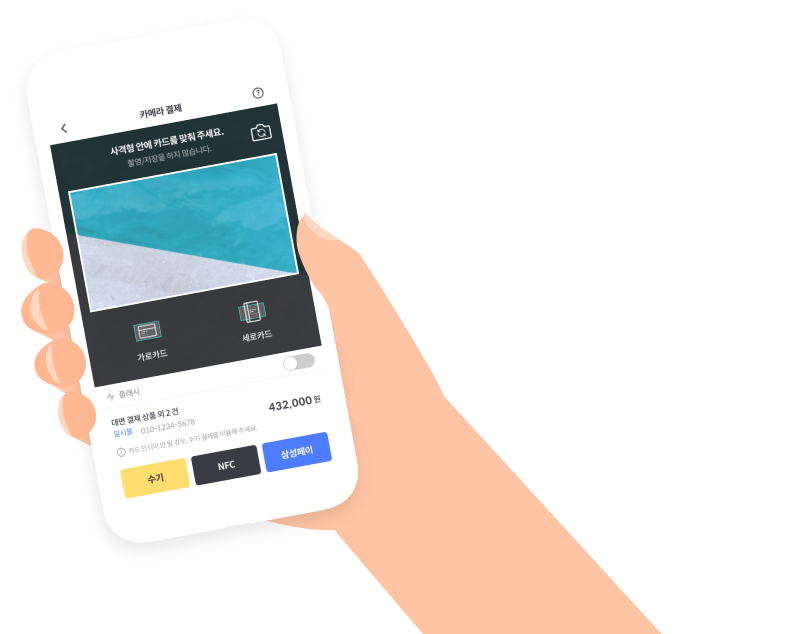 카메라 결제
사격형 안에 카드를 맞춰 주세요.
촬영/저장을 하지 않습니다.
가로카드
세로카드
플래시
대면 결제 상품 외 2 건
432,000 원
일시불 010-1234-5678
카드 인식이 안 될 경우, 수기 결제를 이용해 주세요.
수기
NFC
삼성페이